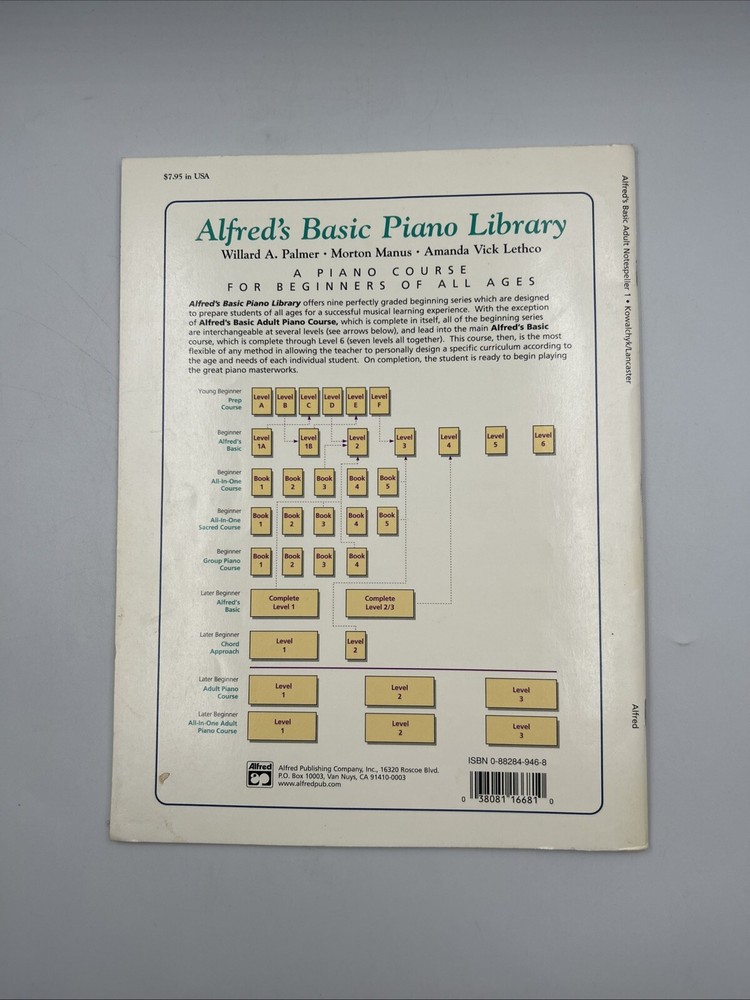 $7.95 in USA
Alfred's Basic Piano Library
Willard A. Palmer • Morton Manus • Amanda Vick Lethco
A PIANO COURSE
FOR BEGINNERS OF ALL AGES
Alfred's Basic Piano Library offers nine perfectly graded beginning series which are designed
to prepare students of all ages for a successful musical learning experience. With the exception
of Alfred's Basic Adult Piano Course, which is complete in itself, all of the beginning series
are interchangeable at several levels (see arrows below), and lead into the main Alfred's Basic
course, which is complete through Level 6 (seven levels all together). This course, then, is the most
flexible of any method in allowing the teacher to personally design a specific curriculum according to
the age and needs of each individual student. On completion, the student is ready to begin playing
the great piano masterworks.
Young Beginner
Prep
Course
Level
A
Level
B
Level
C
Level
D
Level
E
Level
F
Beginner
Alfred's
Basic
Level
1A
Level
1B
Level
2
Level
3
Level
4
Level
5
Level
6
Beginner
All-In-One
Course
Book
1
Book
2
Book
3
Book
4
Book
5
Beginner
All-In-One
Sacred Course
Book
1
Book
2
Book
3
Book
4
Book
5
Beginner
Group Piano
Course
Book
1
Book
2
Book
3
Book
4
Later Beginner
Alfred's
Basic
Complete
Level 1
Complete
Level 2/3
Later Beginner
Chord
Approach
Level
1
Level
2
Later Beginner
Adult Piano
Course
Level
1
Level
2
Level
3
Later Beginner
All-In-One Adult
Piano Course
Level
1
Level
2
Level
3
Alfred
Alfred Publishing Company, Inc., 16320 Roscoe Blvd.
P.O. Box 10003, Van Nuys, CA 91410-0003
www.alfredpub.com
ISBN 0-88284-946-8
0 38081 16681 0
Alfred's Basic Adult Notespeller 1 • Kowalchyk/Lancaster
Alfred